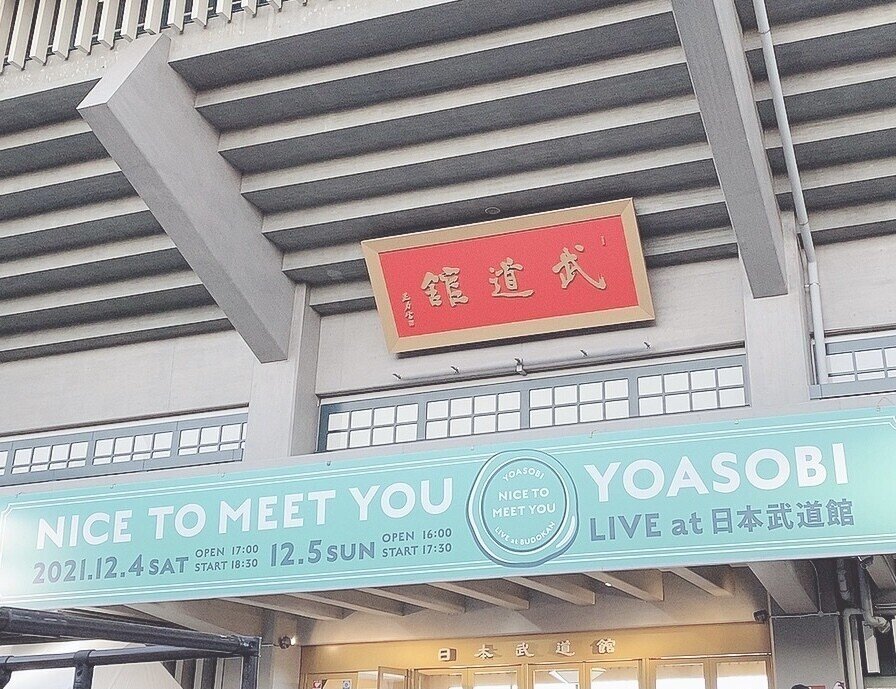 館道武
NICE TO MEET YOU
2021.12.4 SAT OPEN 17:00 START 18:30 12.5 SUN OPEN 16:00 START 17:30
YOASOBI
NICE TO
MEET YOU
LIVE at BUDOKAN
YOASOBI
LIVE at 日本武道館
日本武道館